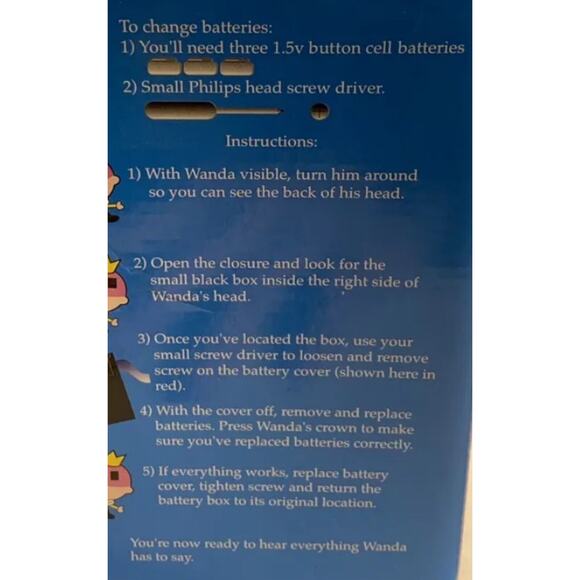 To change batteries:
1) You'll need three 1.5v button cell batteries
2) Small Philips head screw driver.
Instructions:
1) With Wanda visible, turn him around
so you can see the back of his head.
2) Open the closure and look for the
small black box inside the right side of
Wanda's head.
3) Once you've located the box, use your
small screw driver to loosen and remove
screw on the battery cover (shown here in
red).
4) With the cover off, remove and replace
batteries. Press Wanda's crown to make
sure you've replaced batteries correctly.
5) If everything works, replace battery
cover, tighten screw and return the
battery box to its original location.
You're now ready to hear everything Wanda
has to say.